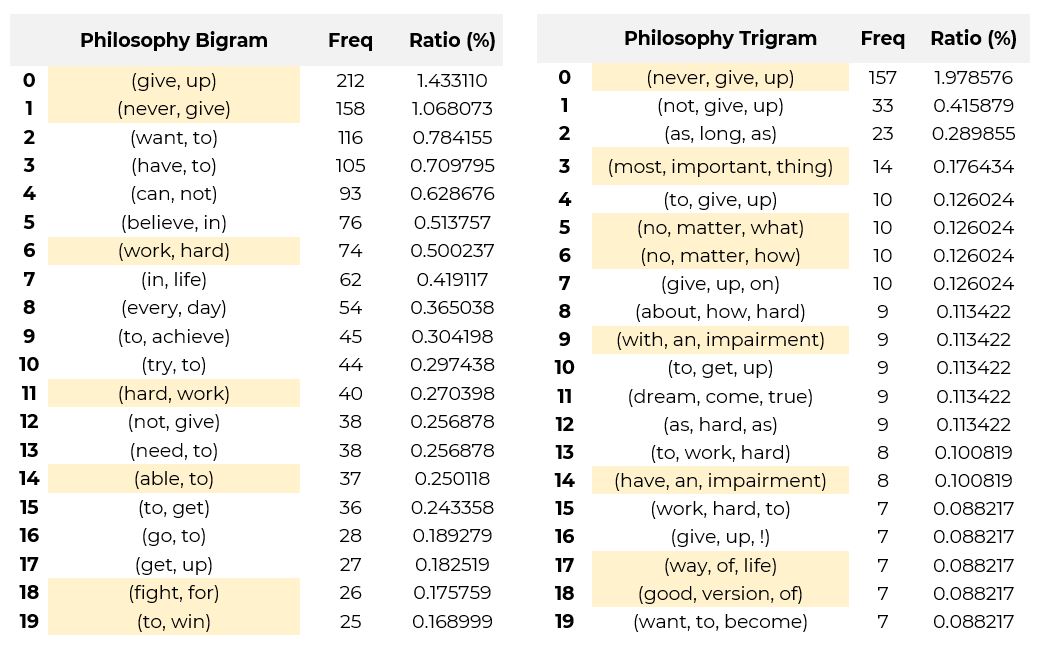 Philosophy Bigram Freq Ratio (%)
0 (give, up) 212 1.433110
1 (never, give) 158 1.068073
2 (want, to) 116 0.784155
3 (have, to) 105 0.709795
4 (can, not) 93 0.628676
5 (believe, in) 76 0.513757
6 (work, hard) 74 0.500237
7 (in, life) 62 0.419117
8 (every, day) 54 0.365038
9 (to, achieve) 45 0.304198
10 (try, to) 44 0.297438
11 (hard, work) 40 0.270398
12 (not, give) 38 0.256878
13 (need, to) 38 0.256878
14 (able, to) 37 0.250118
15 (to, get) 36 0.243358
16 (go, to) 28 0.189279
17 (get, up) 27 0.182519
18 (fight, for) 26 0.175759
19 (to, win) 25 0.168999
Philosophy Trigram Freq Ratio (%)
0 (never, give, up) 157 1.978576
1 (not, give, up) 33 0.415879
2 (as, long, as) 23 0.289855
3 (most, important, thing) 14 0.176434
4 (to, give, up) 10 0.126024
5 (no, matter, what) 10 0.126024
6 (no, matter, how) 10 0.126024
7 (give, up, on) 10 0.126024
8 (about, how, hard) 9 0.113422
9 (with, an, impairment) 9 0.113422
10 (to, get, up) 9 0.113422
11 (dream, come, true) 9 0.113422
12 (as, hard, as) 9 0.113422
13 (to, work, hard) 8 0.100819
14 (have, an, impairment) 8 0.100819
15 (work, hard, to) 7 0.088217
16 (give, up, !) 7 0.088217
17 (way, of, life) 7 0.088217
18 (good, version, of) 7 0.088217
19 (want, to, become) 7 0.088217